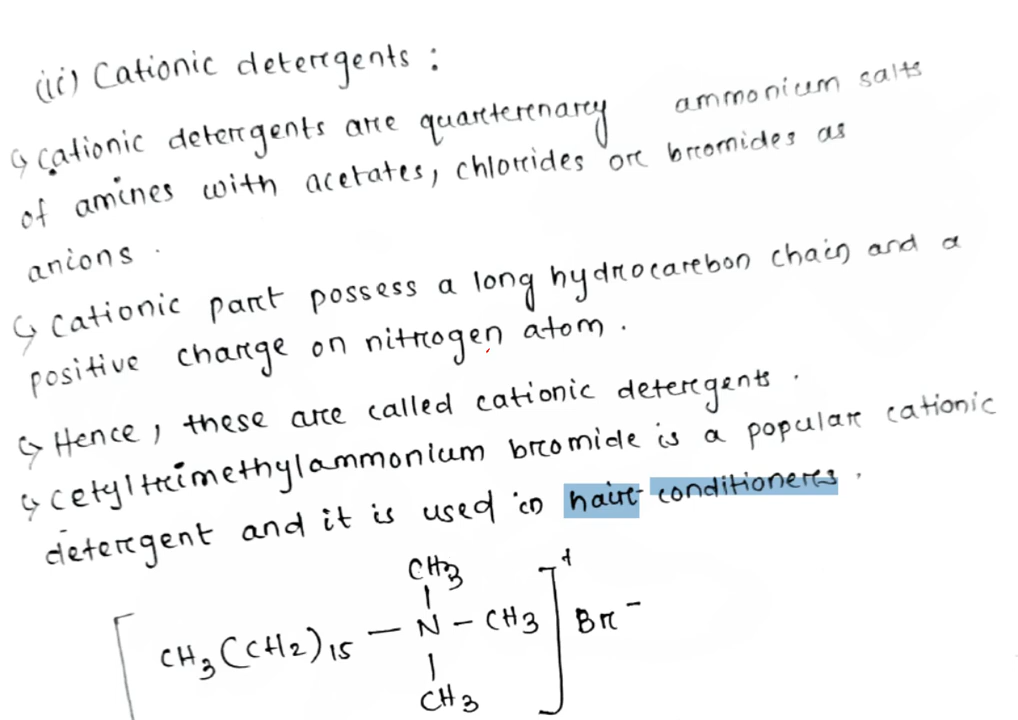 (ii) Cationic detergents :
↳ cationic detergents are quarterenary ammonium salts
of amines with acetates, chlorides or bromides as
anions .
↳ cationic part possess a long hydrocarbon chain and a
positive charge on nitrogen atom .
↳ Hence, these are called cationic detergents .
↳ cetyltrimethylammonium bromide is a popular cationic
detergent and it is used in hair conditioners .
CH3
|
[ CH3(CH2)15 — N — CH3 ]+ Br-
|
CH3